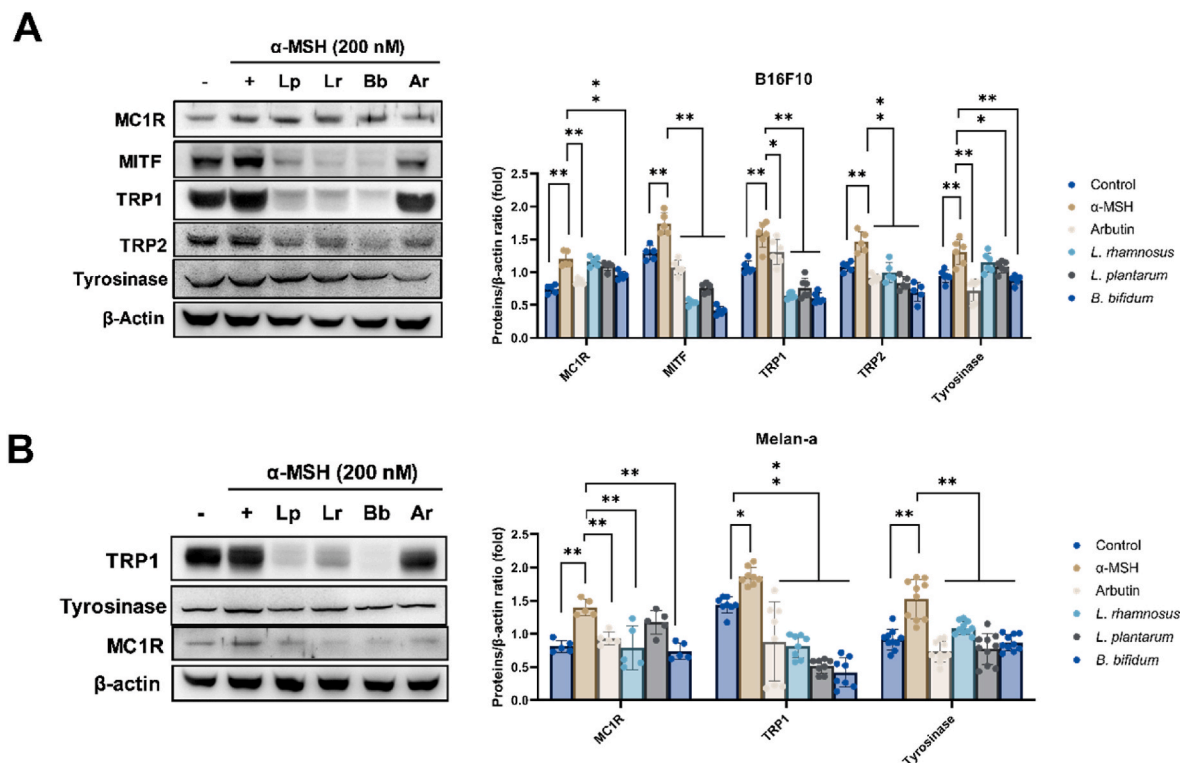 A
α-MSH (200 nM)
- + Lp Lr Bb Ar
MC1R
MITF
TRP1
TRP2
Tyrosinase
β-Actin
B16F10
Proteins/β-actin ratio (fold)
2.5
2.0
1.5
1.0
0.5
0.0
** ** **
** **
** * **
** **
** ** * **
MC1R
MITF
TRP1
TRP2
Tyrosinase
Control
α-MSH
Arbutin
L. rhamnosus
L. plantarum
B. bifidum
B
α-MSH (200 nM)
- + Lp Lr Bb Ar
TRP1
Tyrosinase
MC1R
β-actin
Melan-a
Proteins/β-actin ratio (fold)
2.5
2.0
1.5
1.0
0.5
0.0
** ** ** **
* **
** **
MC1R
TRP1
Tyrosinase
Control
α-MSH
Arbutin
L. rhamnosus
L. plantarum
B. bifidum